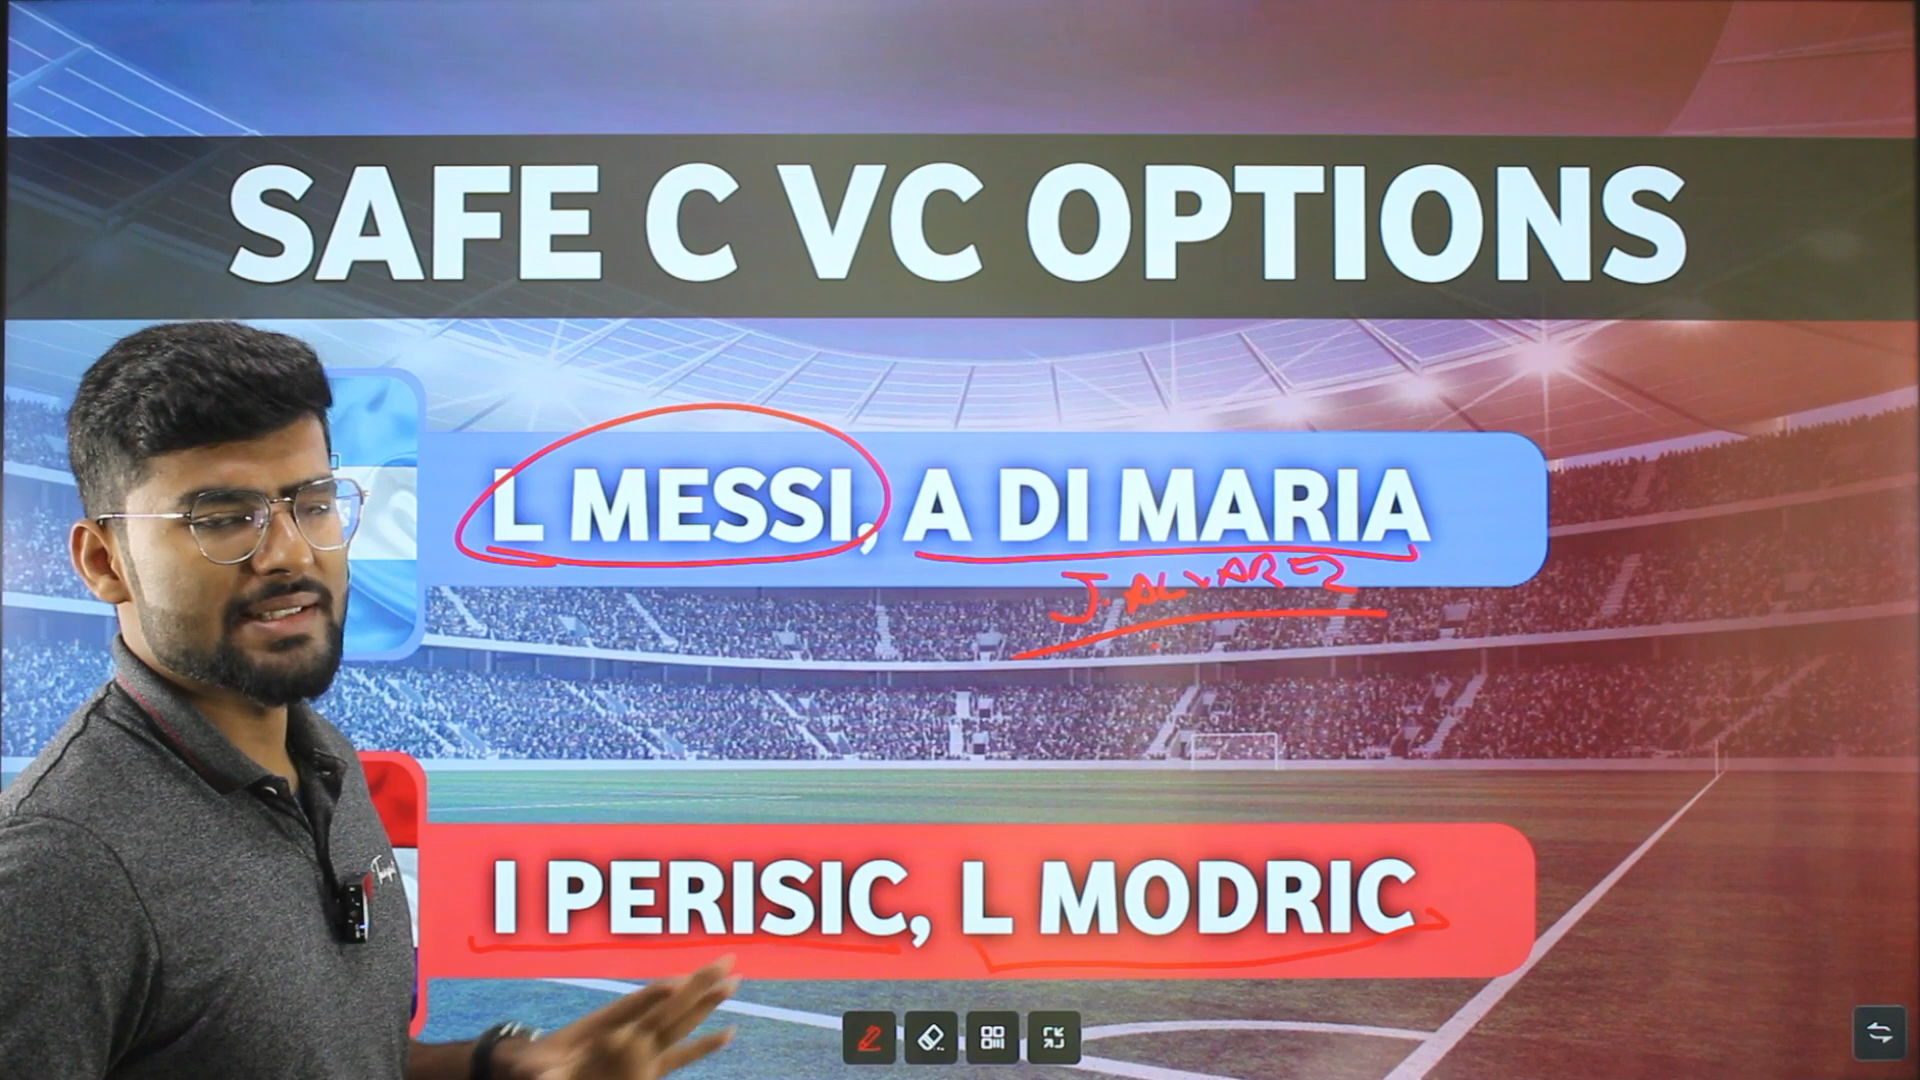 SAFE C VC OPTIONS
L MESSI, A DI MARIA
J. ALVAREZ
I PERISIC, L MODRIC